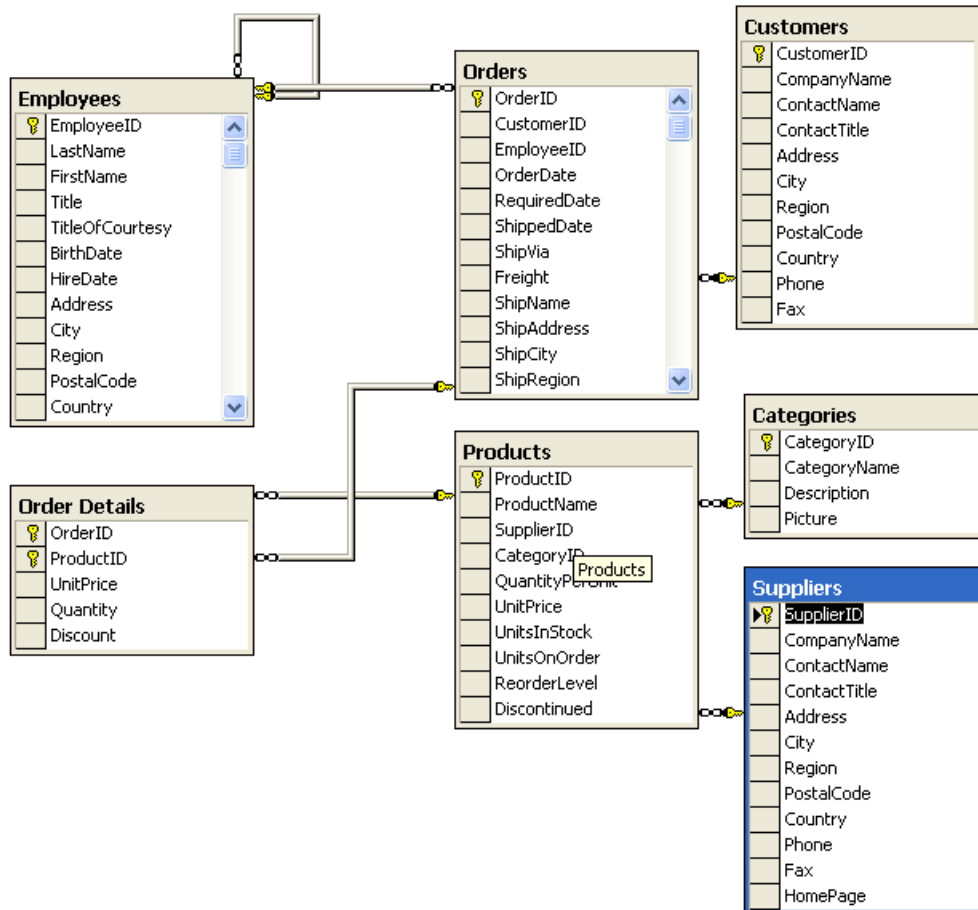 Employees
EmployeeID
LastName
FirstName
Title
TitleOfCourtesy
BirthDate
HireDate
Address
City
Region
PostalCode
Country
Orders
OrderID
CustomerID
EmployeeID
OrderDate
RequiredDate
ShippedDate
ShipVia
Freight
ShipName
ShipAddress
ShipCity
ShipRegion
Customers
CustomerID
CompanyName
ContactName
ContactTitle
Address
City
Region
PostalCode
Country
Phone
Fax
Order Details
OrderID
ProductID
UnitPrice
Quantity
Discount
Products
ProductID
ProductName
SupplierID
CategoryID
Products
QuantityPerUnit
UnitPrice
UnitsInStock
UnitsOnOrder
ReorderLevel
Discontinued
Categories
CategoryID
CategoryName
Description
Picture
Suppliers
SupplierID
CompanyName
ContactName
ContactTitle
Address
City
Region
PostalCode
Country
Phone
Fax
HomePage